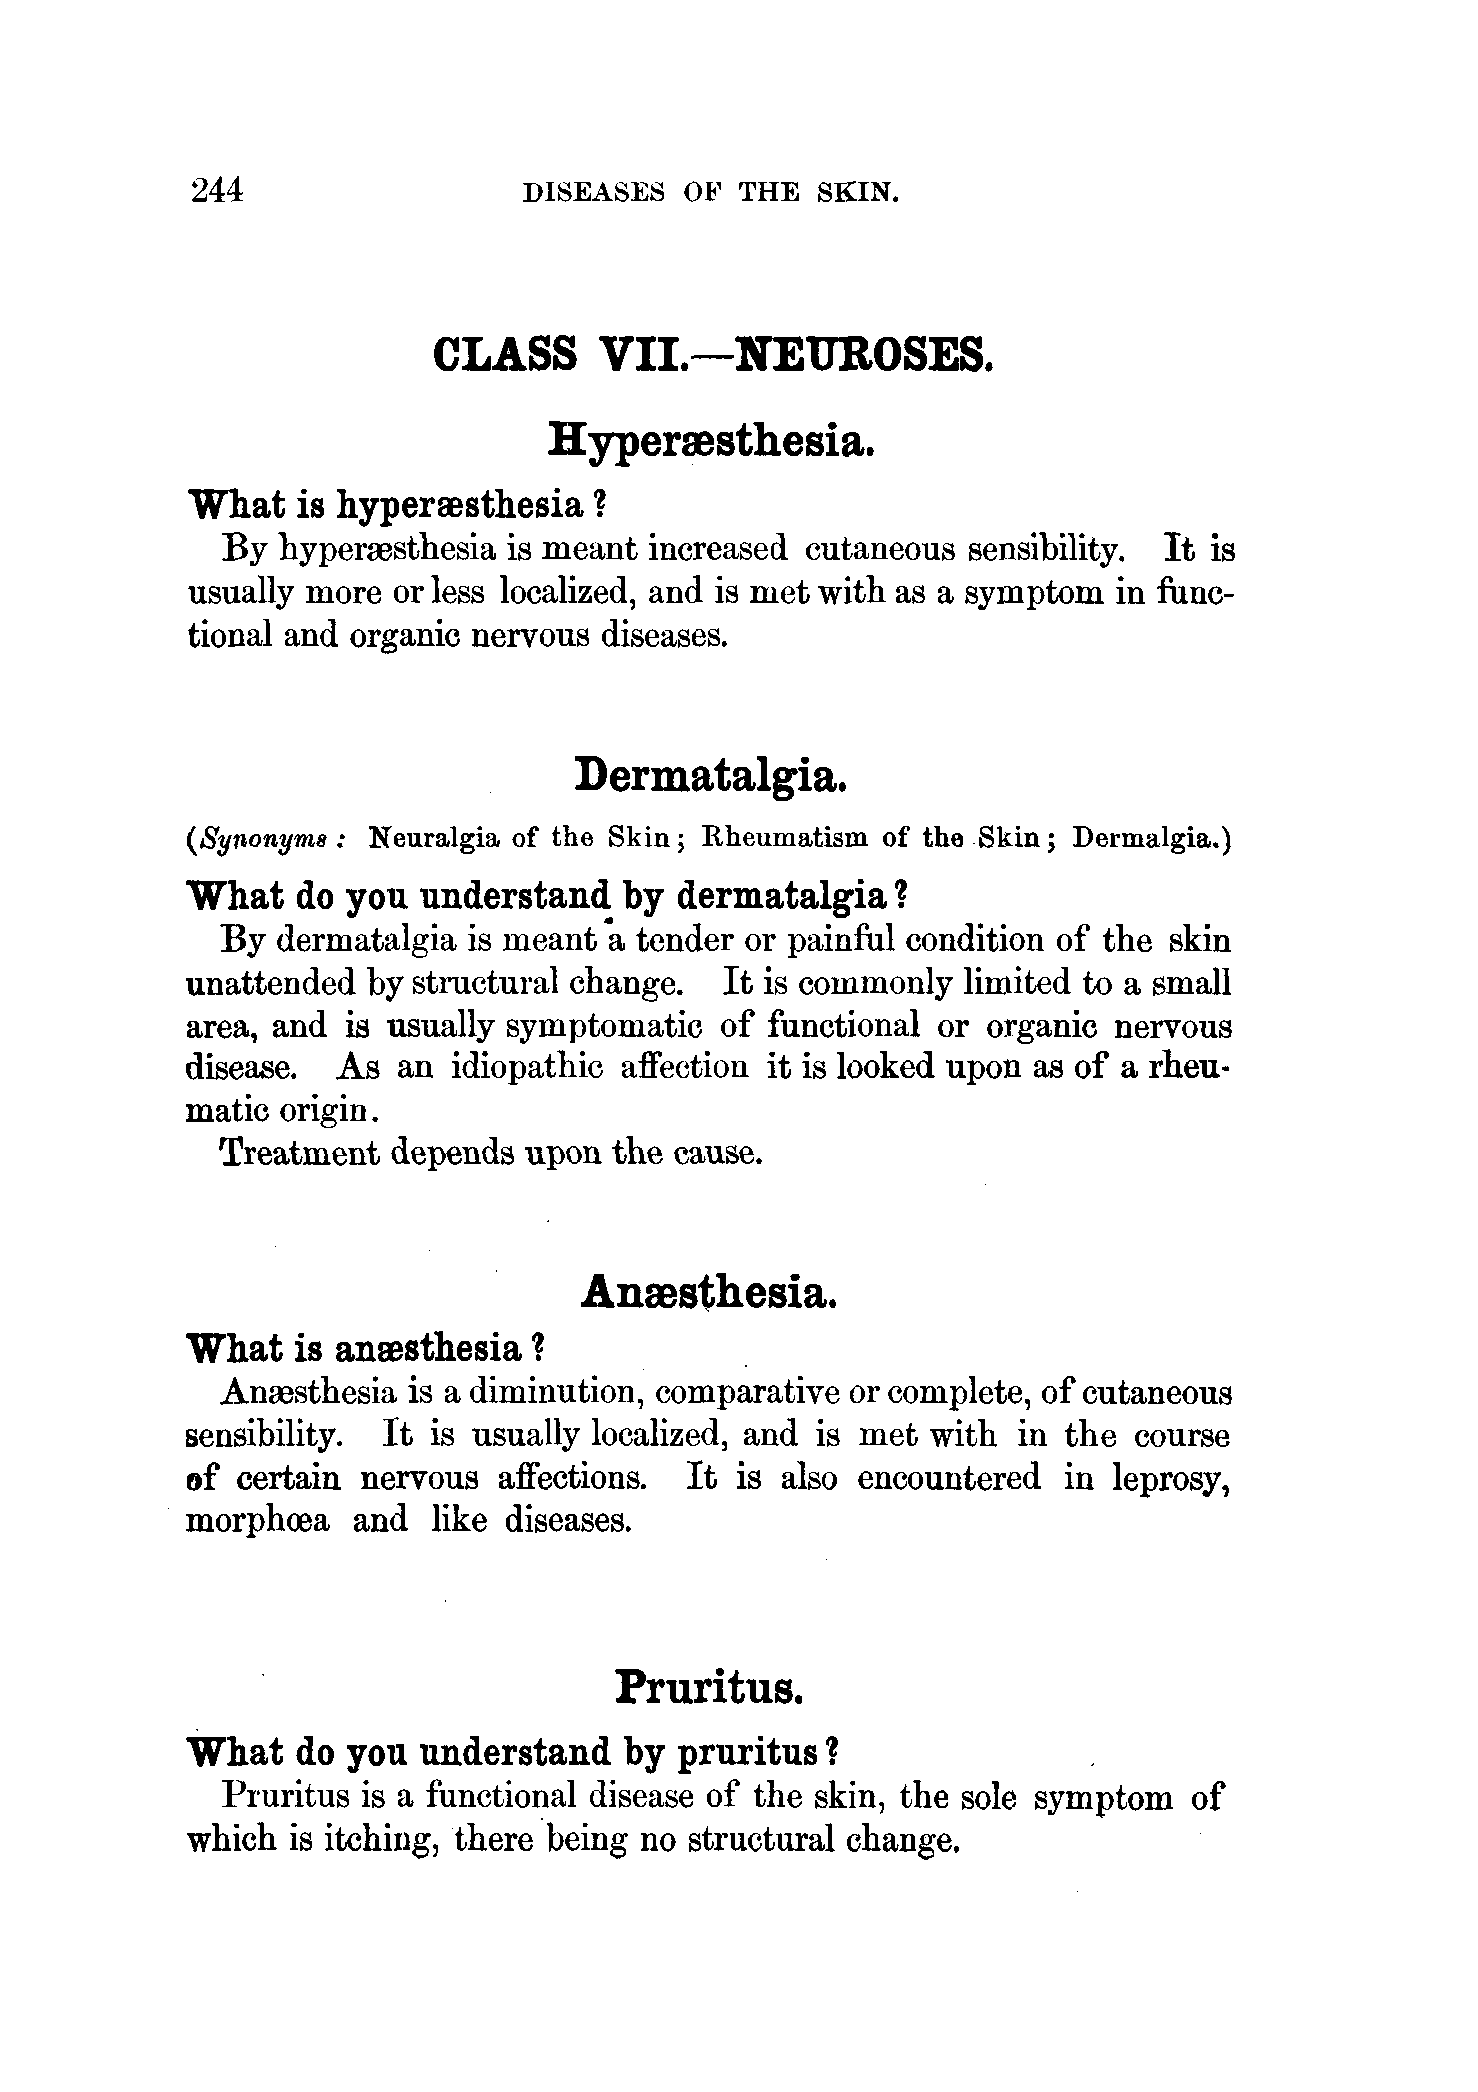 244 DISEASES OF THE SKIN.
CLASS VII.—NEUROSES.
Hyperæsthesia.
What is hyperæsthesia?
By hyperæsthesia is meant increased cutaneous sensibility. It is
usually more or less localized, and is met with as a symptom in func-
tional and organic nervous diseases.
Dermatalgia.
(Synonyms: Neuralgia of the Skin; Rheumatism of the Skin; Dermalgia.)
What do you understand by dermatalgia?
By dermatalgia is meant a tender or painful condition of the skin
unattended by structural change. It is commonly limited to a small
area, and is usually symptomatic of functional or organic nervous
disease. As an idiopathic affection it is looked upon as of a rheu-
matic origin.
Treatment depends upon the cause.
Anæsthesia.
What is anæsthesia?
Anæsthesia is a diminution, comparative or complete, of cutaneous
sensibility. It is usually localized, and is met with in the course
of certain nervous affections. It is also encountered in leprosy,
morphœa and like diseases.
Pruritus.
What do you understand by pruritus?
Pruritus is a functional disease of the skin, the sole symptom of
which is itching, there being no structural change.